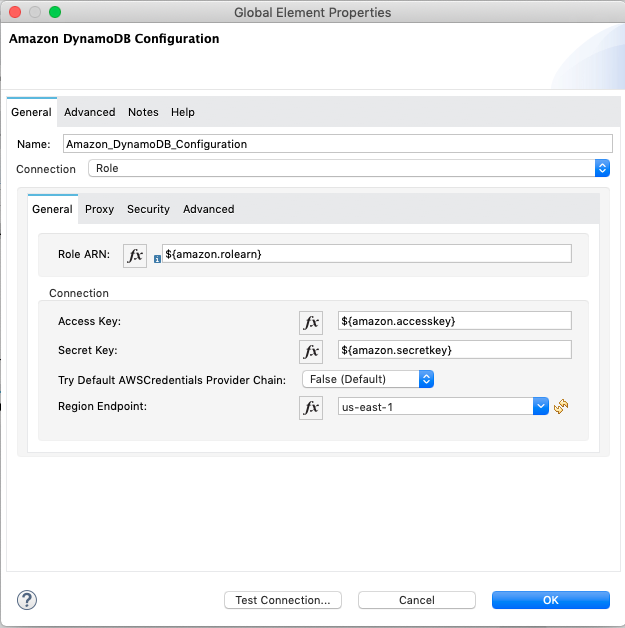 Global Element Properties
Amazon DynamoDB Configuration
General Advanced Notes Help
Name: Amazon_DynamoDB_Configuration
Connection Role
General Proxy Security Advanced
Role ARN: fx i ${amazon.rolearn}
Connection
Access Key: fx ${amazon.accesskey}
Secret Key: fx ${amazon.secretkey}
Try Default AWSCredentials Provider Chain: False (Default)
Region Endpoint: fx us-east-1
? Test Connection... Cancel OK